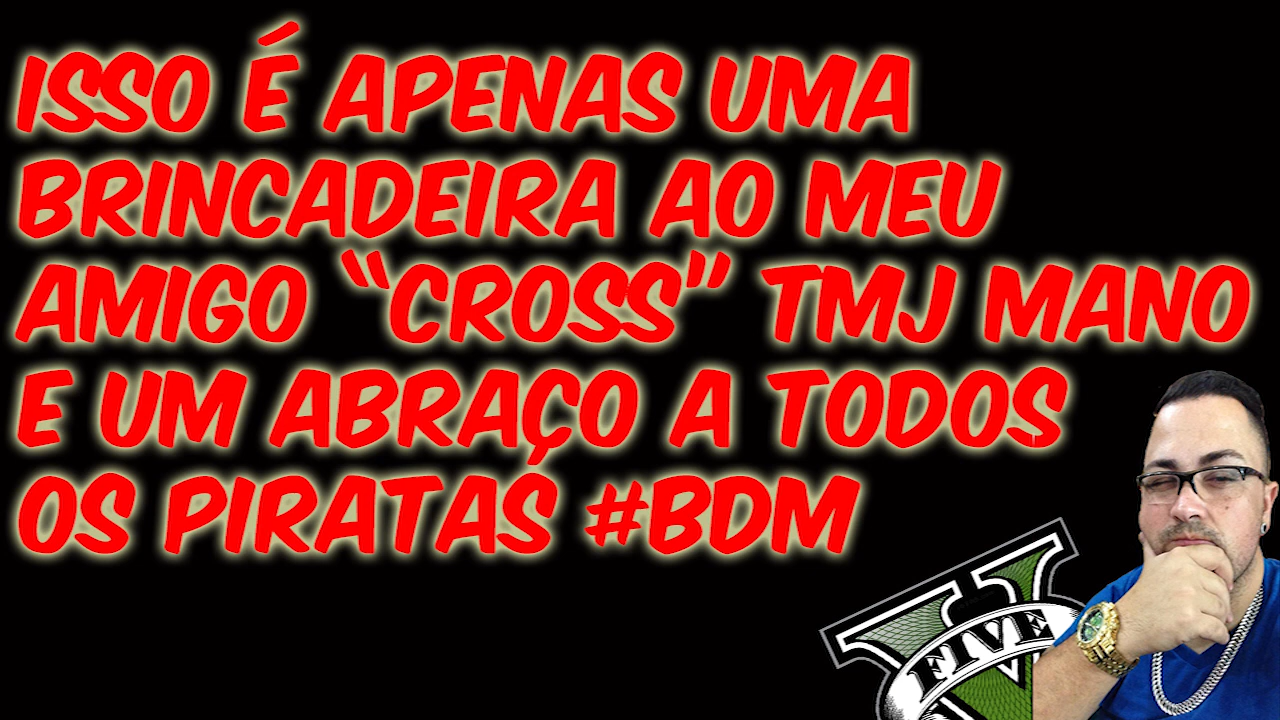 ISSO É APENAS UMA
BRINCADEIRA AO MEU
AMIGO “CROSS” TMJ MANO
E UM ABRAÇO A TODOS
OS PIRATAS #BDM
FIVE